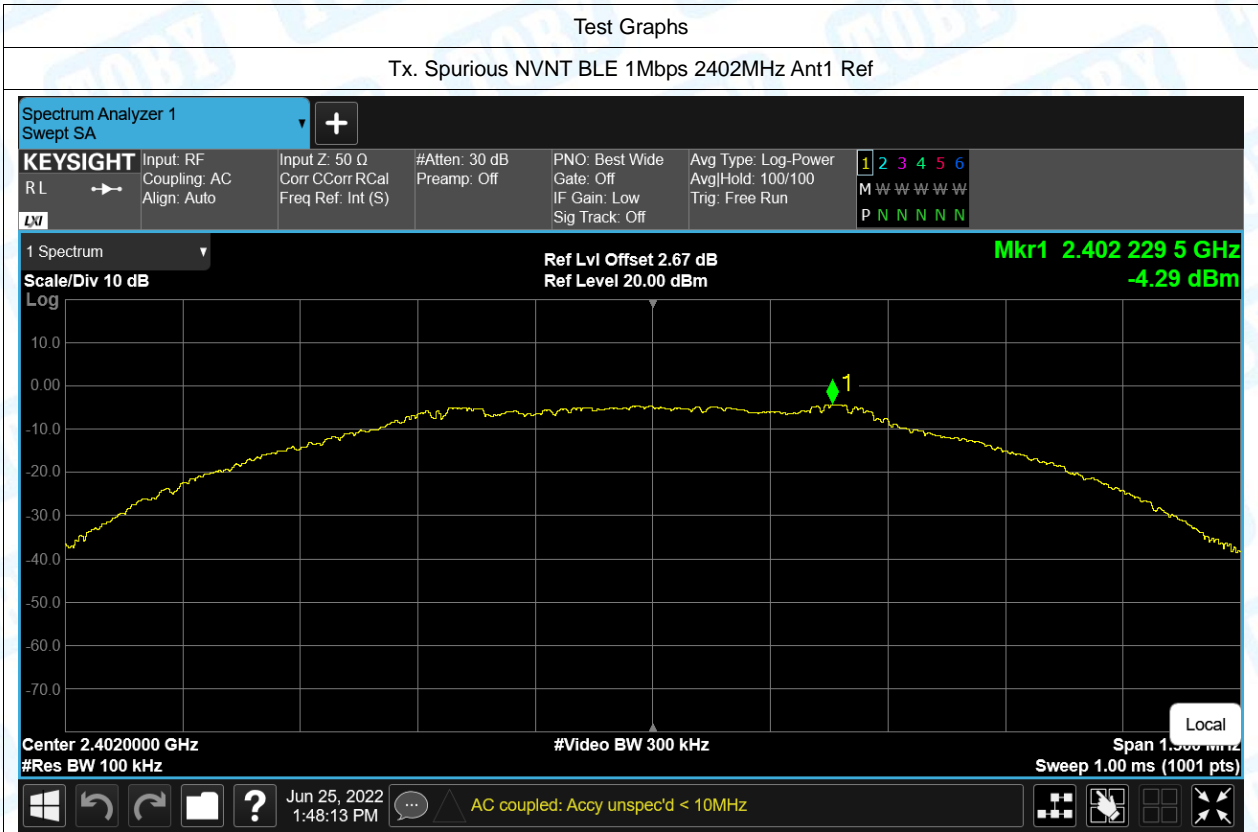 Test Graphs
Tx. Spurious NVNT BLE 1Mbps 2402MHz Ant1 Ref
Spectrum Analyzer 1
Swept SA
KEYSIGHT
R L
LXI
Input: RF
Coupling: AC
Align: Auto
Input Z: 50 Ω
Corr CCorr RCal
Freq Ref: Int (S)
#Atten: 30 dB
Preamp: Off
PNO: Best Wide
Gate: Off
IF Gain: Low
Sig Track: Off
Avg Type: Log-Power
Avg|Hold: 100/100
Trig: Free Run
1 2 3 4 5 6
M W W W W W
P N N N N N
1 Spectrum
Scale/Div 10 dB
Ref Lvl Offset 2.67 dB
Ref Level 20.00 dBm
Mkr1 2.402 229 5 GHz
-4.29 dBm
Log
10.0
0.00
-10.0
-20.0
-30.0
-40.0
-50.0
-60.0
-70.0
1
Local
Center 2.4020000 GHz
#Video BW 300 kHz
Span
#Res BW 100 kHz
Sweep 1.00 ms (1001 pts)
?
Jun 25, 2022
1:48:13 PM
AC coupled: Accy unspec'd < 10MHz
TOBY